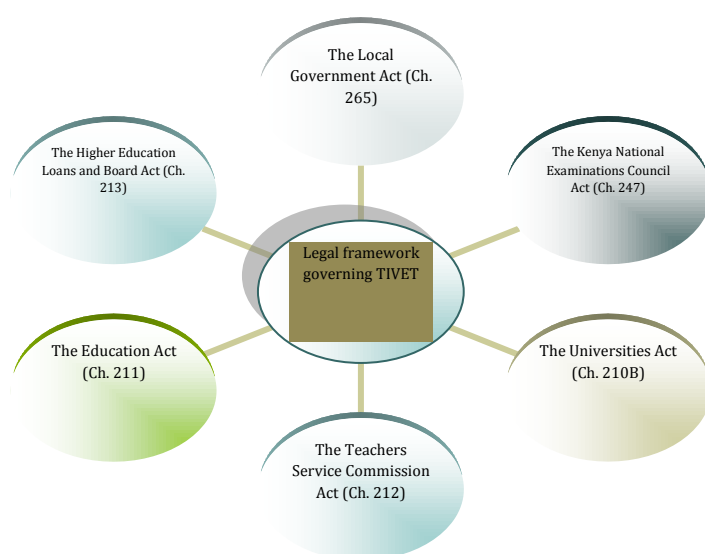 The Local
Government Act (Ch.
265)
The Higher Education
Loans and Board Act (Ch.
213)
The Kenya National
Examinations Council
Act (Ch. 247)
Legal framework
governing TIVET
The Education Act
(Ch. 211)
The Universities Act
(Ch. 210B)
The Teachers
Service Commission
Act (Ch. 212)